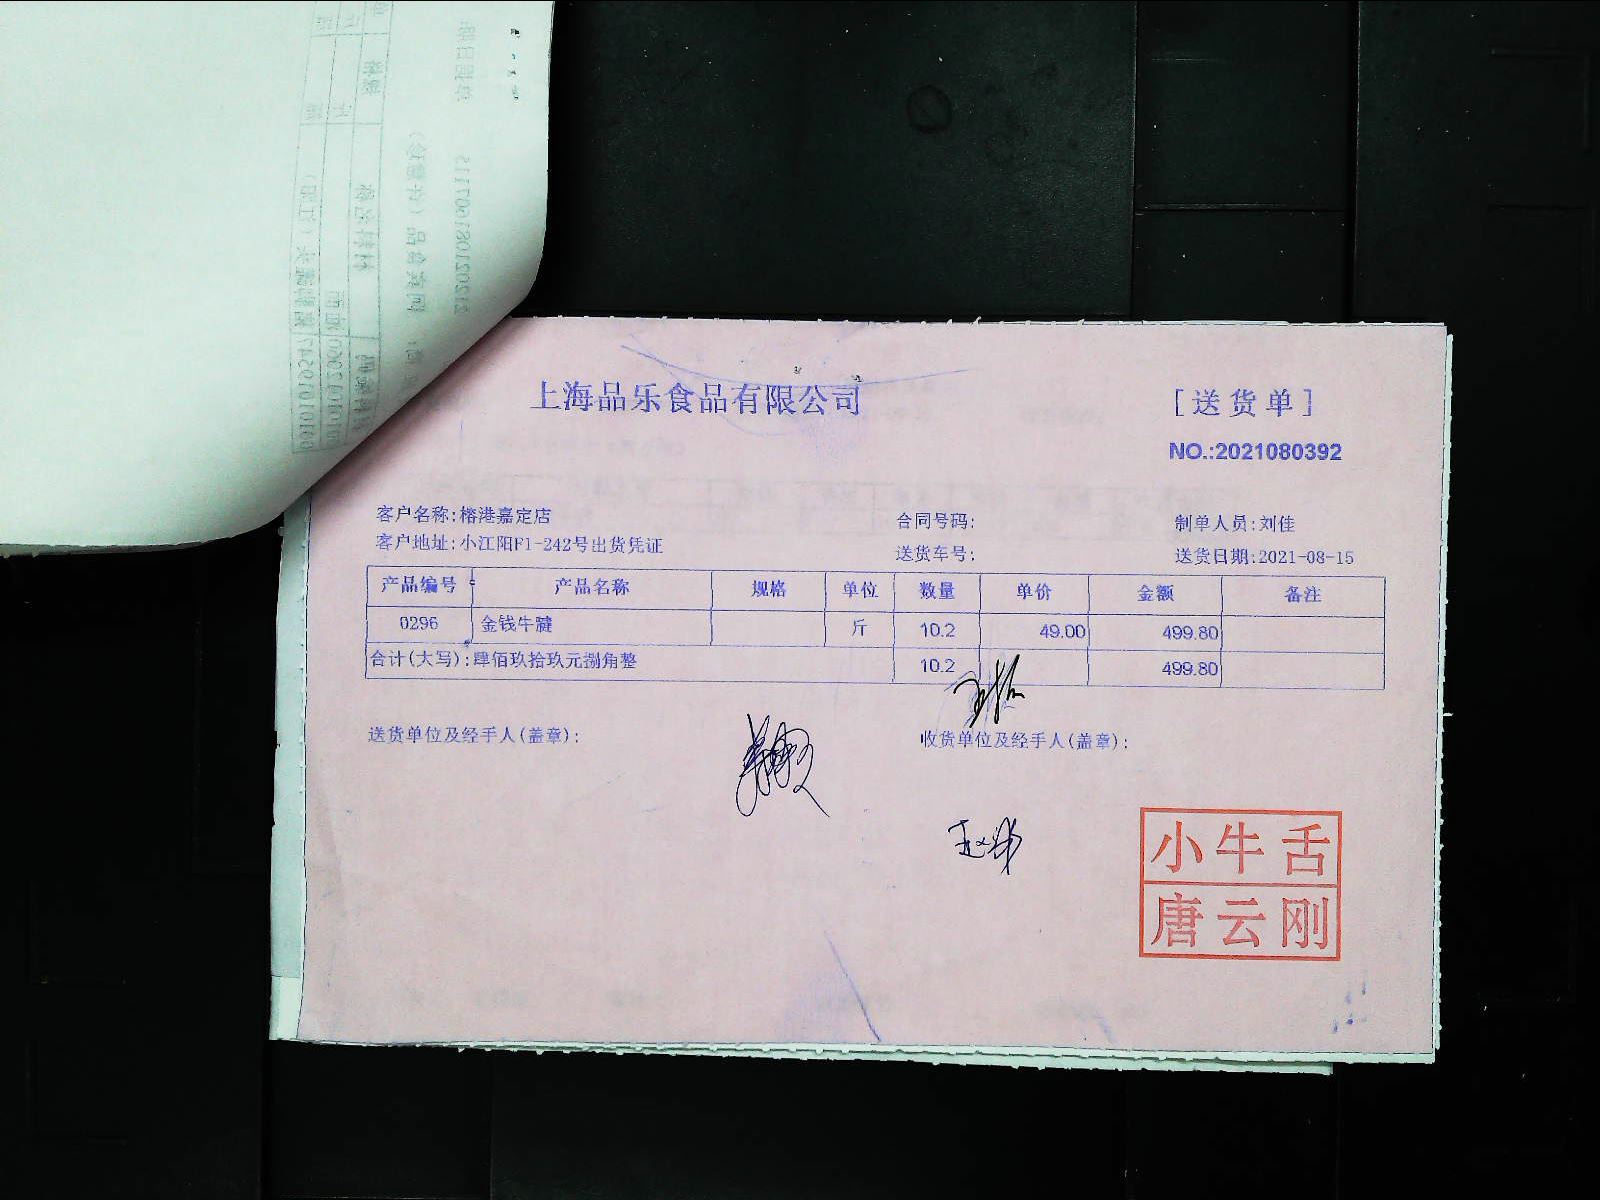 上海品乐食品有限公司
[送货单]
NO.:2021080392
客户名称:榕港嘉定店
合同号码:
制单人员:刘佳
客户地址:小江阳F1-242号出货凭证
送货车号:
送货日期:2021-08-15
产品编号 产品名称 规格 单位 数量 单价 金额 备注
0296 金钱牛腱 斤 10.2 49.00 499.80
合计(大写):肆佰玖拾玖元捌角整 10.2 499.80
送货单位及经手人(盖章):
收货单位及经手人(盖章):
小牛舌
唐云刚